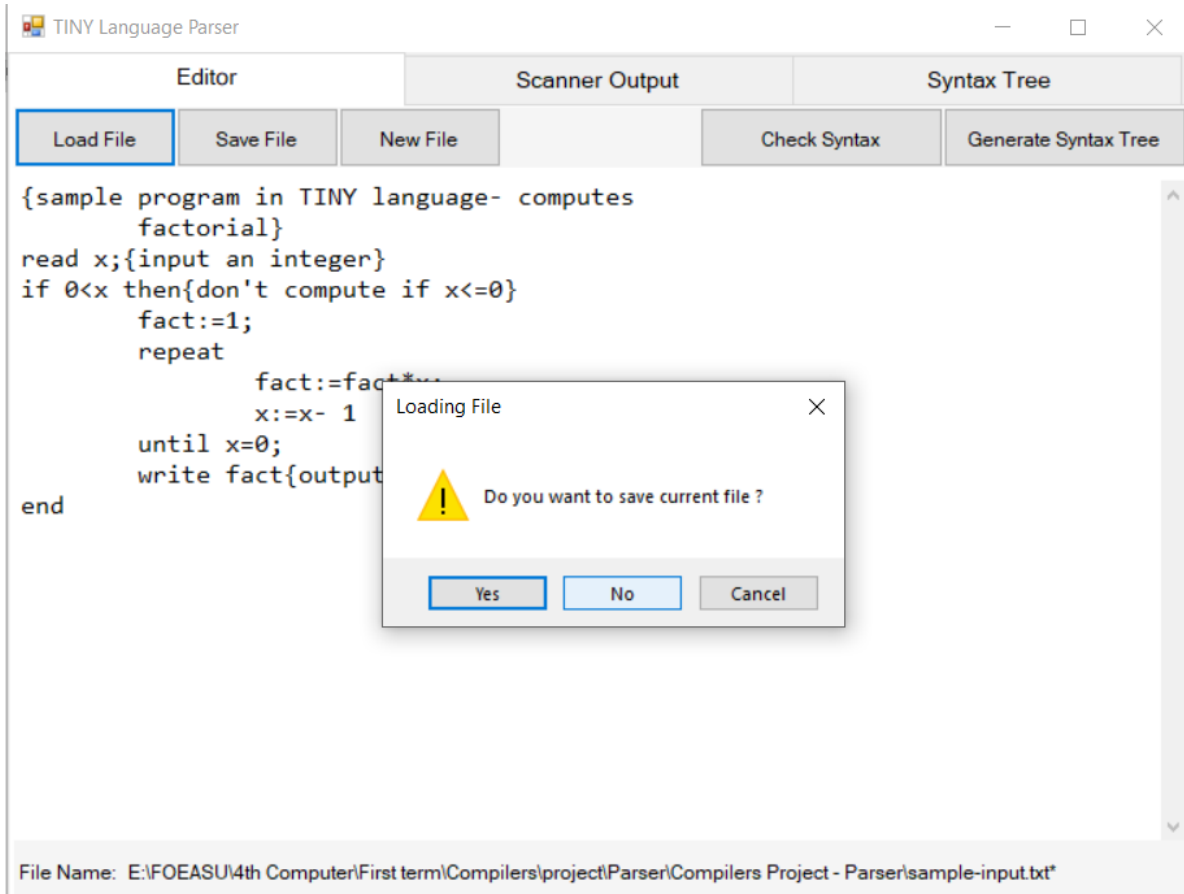 TINY Language Parser
Editor Scanner Output Syntax Tree
Load File Save File New File Check Syntax Generate Syntax Tree
{sample program in TINY language- computes
factorial}
read x;{input an integer}
if 0<x then{don't compute if x<=0}
fact:=1;
repeat
fact:=fact*x;
x:=x- 1
until x=0;
write fact{output
end
Loading File
Do you want to save current file ?
Yes No Cancel
File Name: E:\FOEASU\4th Computer\First term\Compilers\project\Parser\Compilers Project - Parser\sample-input.txt*